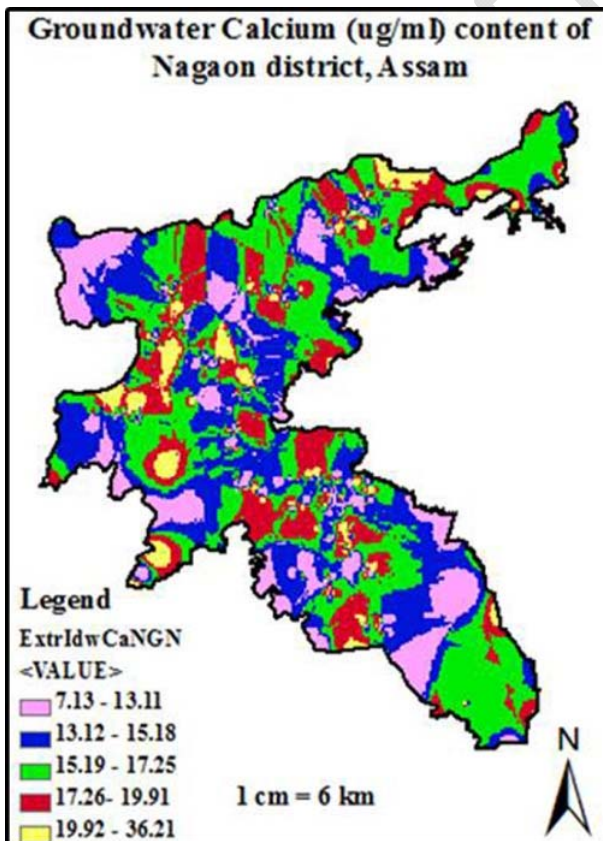 Groundwater Calcium (ug/ml) content of
Nagaon district, Assam
Legend
ExtrIdwCaNGN
<VALUE>
7.13 - 13.11
13.12 - 15.18
15.19 - 17.25
17.26- 19.91
19.92 - 36.21
1 cm = 6 km
N